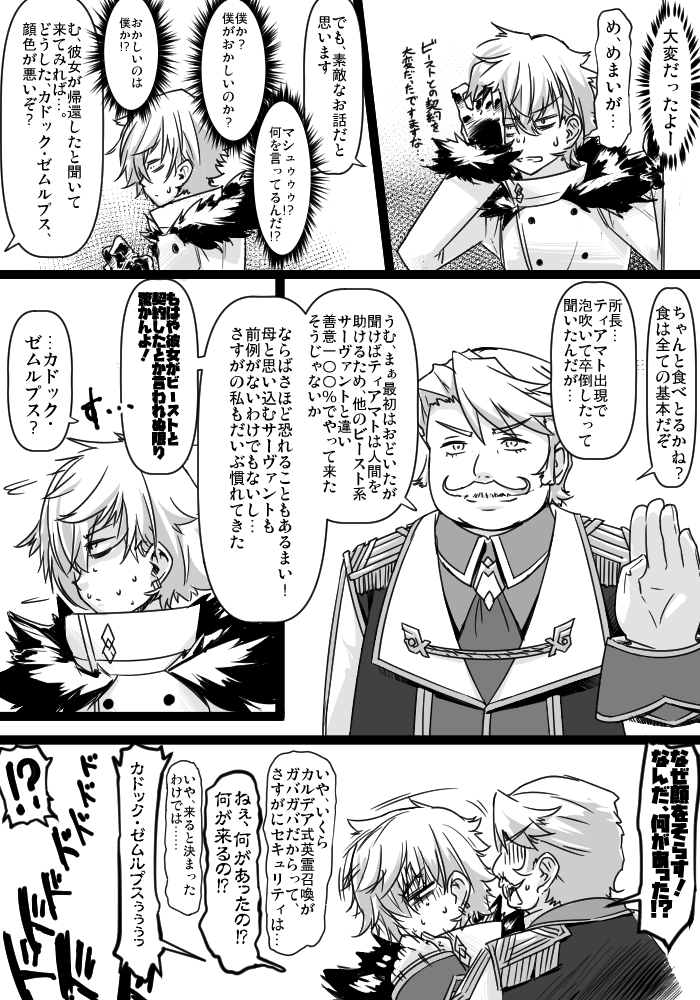 大変だったよー
め、めまいが…
ビーストとの契約を
大変だったですますな…
でも、素敵なお話だと
思います
マシュゥゥゥ!?
何を言ってるんだ!?
僕か?
僕がおかしいのか?
おかしいのは
僕か!?
む、彼女が帰還したと聞いて
来てみれば…。
どうしたカドック・ゼムルプス、
顔色が悪いぞ?
ちゃんと食べとるかね?
食は全ての基本だぞ
所長…
ティアマト出現で
泡吹いて卒倒したって
聞いたんだが…
うむ、まぁ最初はおどいたが
聞けばティアマトは人間を
助けるため、他のビースト系
サーヴァントと違い
善意一〇〇%でやって来た
そうじゃないか
ならばさほど恐れることもあるまい!
母と思い込むサーヴァントも
前例がないわけでもないし…
さすがの私もだいぶ慣れてきた
もはや彼女がビーストと
契約したとか言われぬ限り
驚かんよ!
す…
…カドック・
ゼムルプス?
なぜ顔をそらす!
なんだ、何があった!?
いや、いくら
カルデア式英霊召喚が
ガバガバだからって、
さすがにセキュリティは…
ねぇ、何があったの!?
何が来るの!?
いや、来ると決まった
わけでは……
カドック・ゼムルプスぅぅぅっ
!?
ドドドドドド